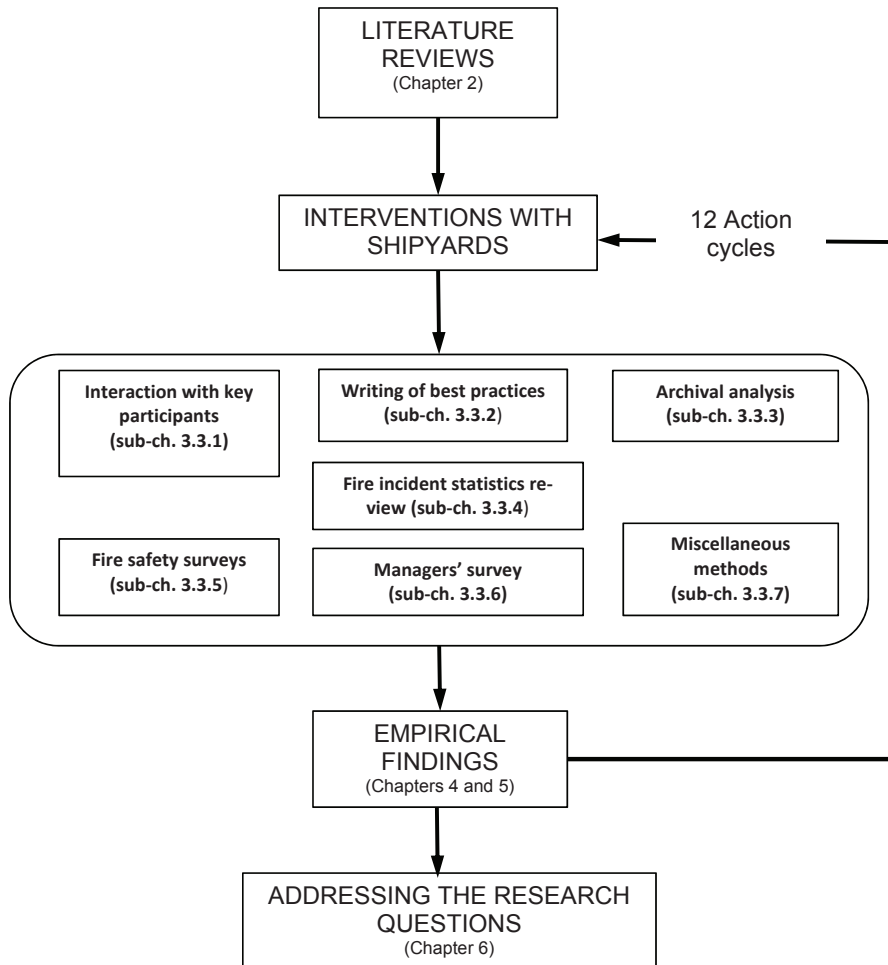 LITERATURE
REVIEWS
(Chapter 2)
INTERVENTIONS WITH
SHIPYARDS
12 Action
cycles
Interaction with key
participants
(sub-ch. 3.3.1)
Writing of best practices
(sub-ch. 3.3.2)
Archival analysis
(sub-ch. 3.3.3)
Fire incident statistics re-
view (sub-ch. 3.3.4)
Fire safety surveys
(sub-ch. 3.3.5)
Managers’ survey
(sub-ch. 3.3.6)
Miscellaneous
methods
(sub-ch. 3.3.7)
EMPIRICAL
FINDINGS
(Chapters 4 and 5)
ADDRESSING THE RESEARCH
QUESTIONS
(Chapter 6)